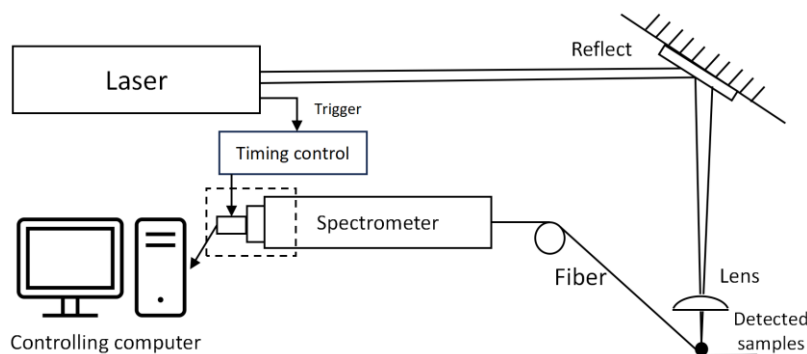 Reflect
Laser
Trigger
Timing control
Spectrometer
Fiber
Lens
Detected
samples
Controlling computer